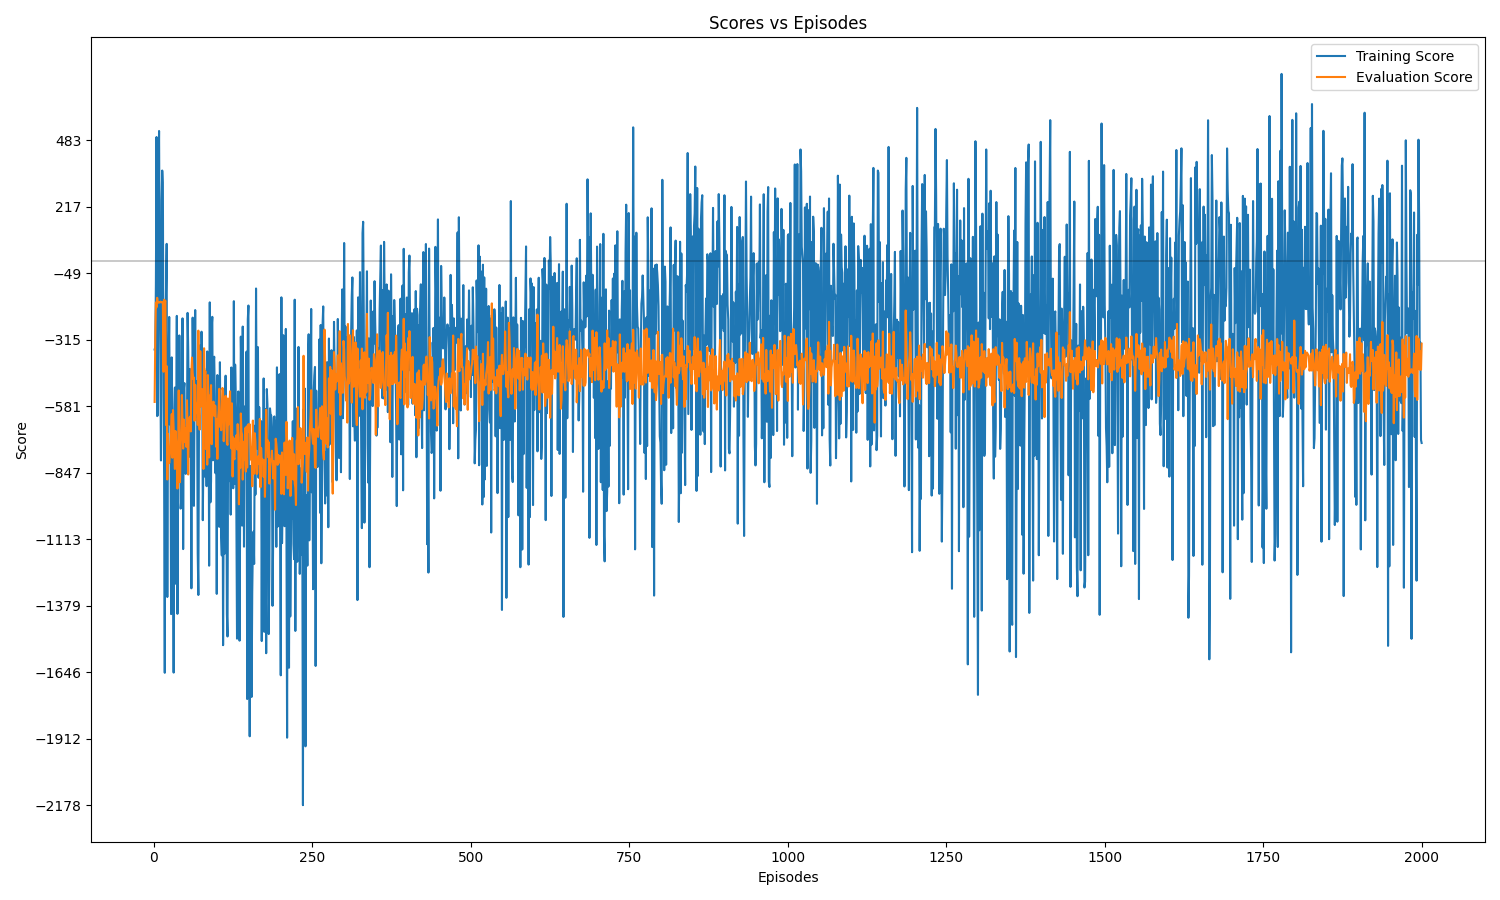 Scores vs Episodes
Training Score
Evaluation Score
483
217
−49
−315
−581
−847
−1113
−1379
−1646
−1912
−2178
Score
0 250 500 750 1000 1250 1500 1750 2000
Episodes